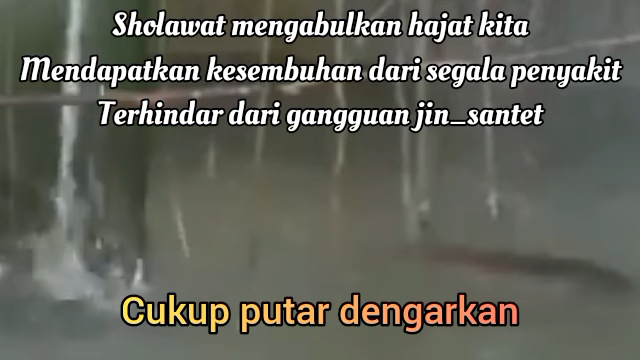 Sholawat mengabulkan hajat kita
Mendapatkan kesembuhan dari segala penyakit
Terhindar dari gangguan jin_santet
Cukup putar dengarkan